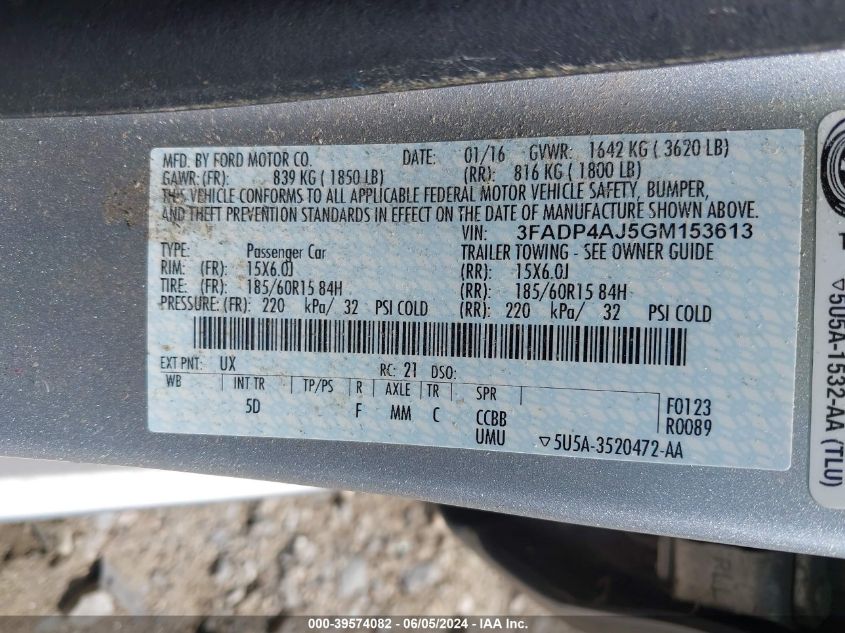 MFD. BY FORD MOTOR CO. DATE: 01/16 GVWR: 1642 KG ( 3620 LB)
GAWR: (FR): 839 KG ( 1850 LB) (RR): 816 KG ( 1800 LB)
THIS VEHICLE CONFORMS TO ALL APPLICABLE FEDERAL MOTOR VEHICLE SAFETY, BUMPER,
AND THEFT PREVENTION STANDARDS IN EFFECT ON THE DATE OF MANUFACTURE SHOWN ABOVE.
VIN: 3FADP4AJ5GM153613
TYPE: Passenger Car TRAILER TOWING - SEE OWNER GUIDE
RIM: (FR): 15X6.0J (RR): 15X6.0J
TIRE: (FR): 185/60R15 84H (RR): 185/60R15 84H
PRESSURE: (FR): 220 kPa/ 32 PSI COLD (RR): 220 kPa/ 32 PSI COLD
EXT PNT: UX RC: 21 DSO:
WB INT TR TP/PS R AXLE TR SPR
5D F MM C CCBB F0123
UMU R0089
▽5U5A-3520472-AA
▽5U5A-1532-AA (TLU)
000-39574082 - 06/05/2024 - IAAI Inc.